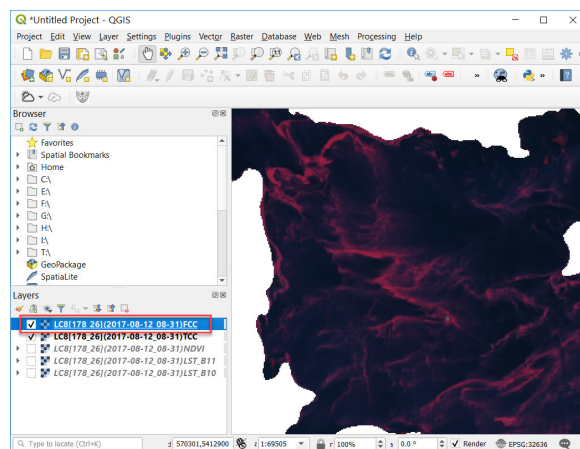 *Untitled Project - QGIS
Project Edit View Layer Settings Plugins Vector Raster Database Web Mesh Processing Help
Browser
Favorites
Spatial Bookmarks
Home
C:\
E:\
F:\
G:\
H:\
I:\
T:\
GeoPackage
SpatiaLite
Layers
LC8[178_26](2017-08-12_08-31)FCC
LC8[178_26](2017-08-12_08-31)TCC
LC8[178_26](2017-08-12_08-31)NDVI
LC8[178_26](2017-08-12_08-31)LST_B11
LC8[178_26](2017-08-12_08-31)LST_B10
Type to locate (Ctrl+K) 570301,5412900 1:69505 100% 0.0 ° Render EPSG:32636